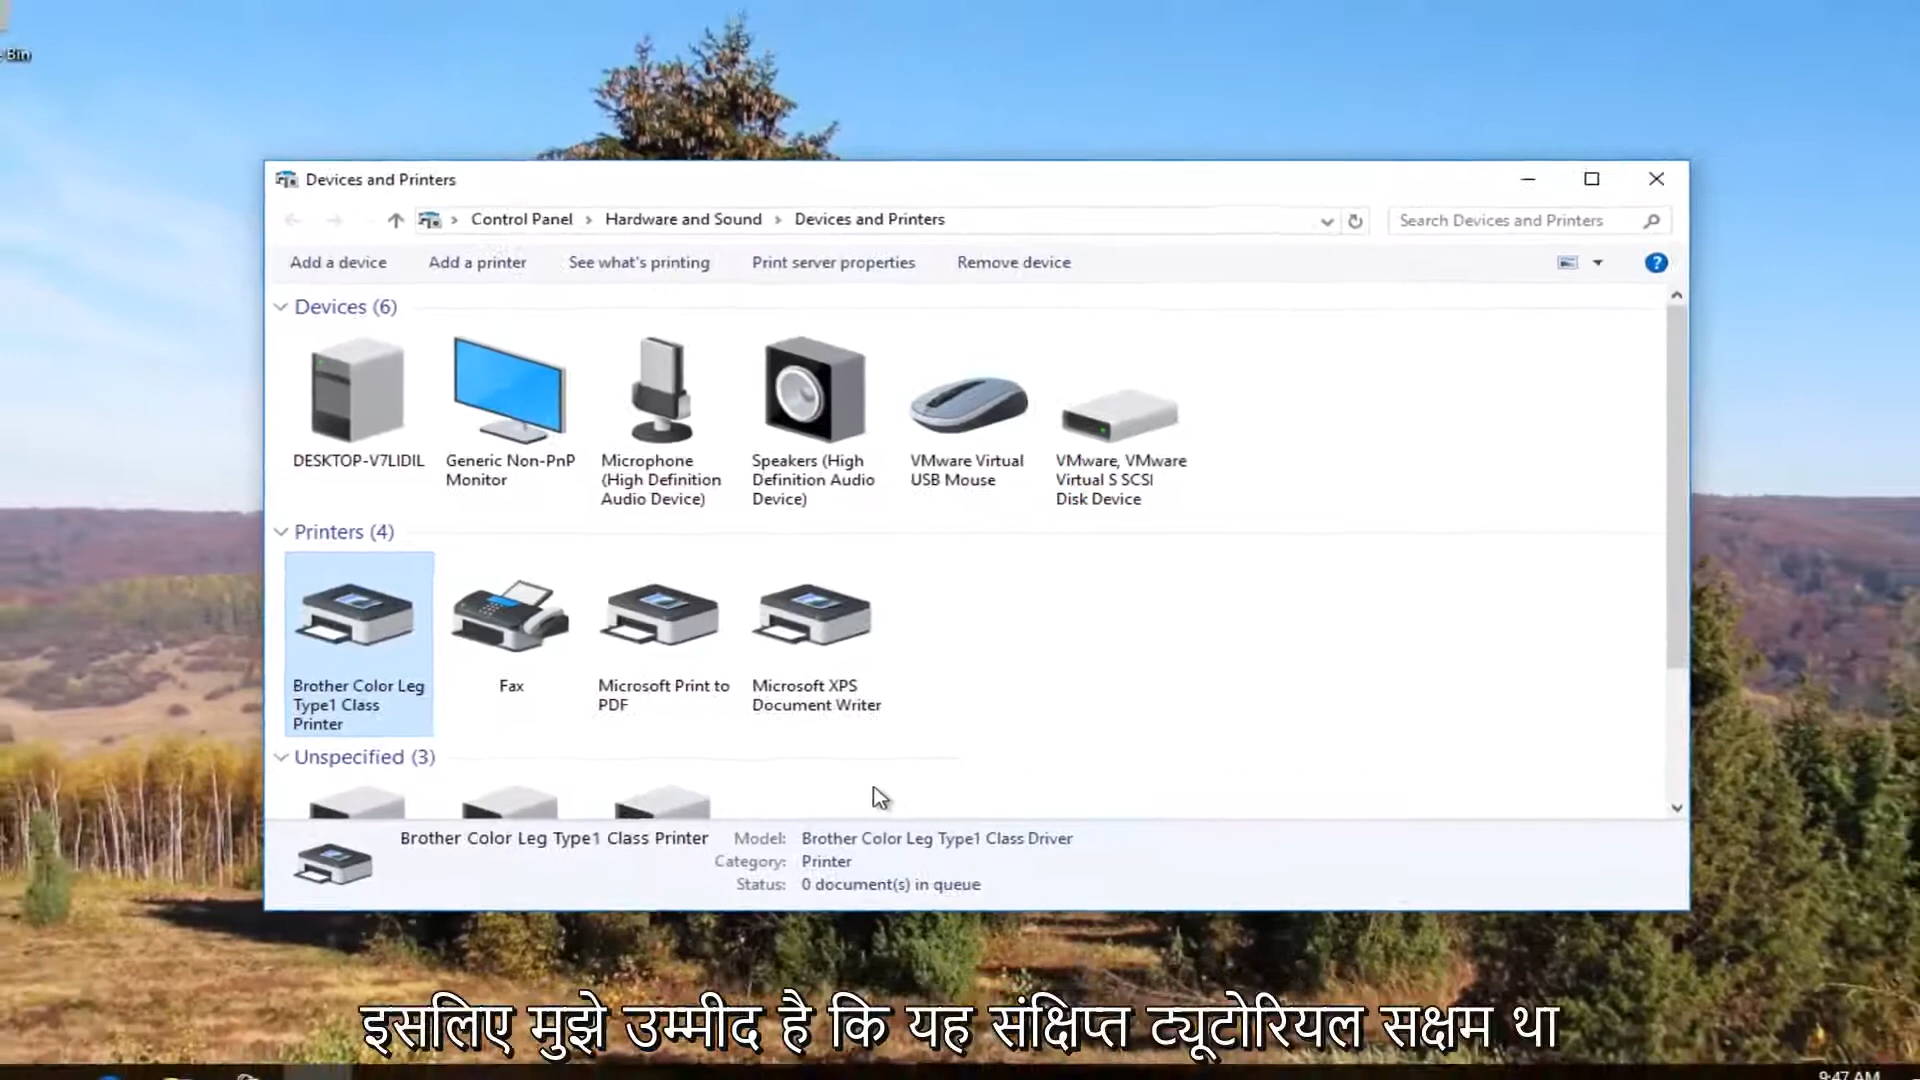 Bin
Devices and Printers
Control Panel > Hardware and Sound > Devices and Printers
Search Devices and Printers
Add a device Add a printer See what's printing Print server properties Remove device
Devices (6)
DESKTOP-V7LIDIL
Generic Non-PnP
Monitor
Microphone
(High Definition
Audio Device)
Speakers (High
Definition Audio
Device)
VMware Virtual
USB Mouse
VMware, VMware
Virtual S SCSI
Disk Device
Printers (4)
Brother Color Leg
Type1 Class
Printer
Fax
Microsoft Print to
PDF
Microsoft XPS
Document Writer
Unspecified (3)
Brother Color Leg Type1 Class Printer
Model: Brother Color Leg Type1 Class Driver
Category: Printer
Status: 0 document(s) in queue
इसलिए मुझे उम्मीद है कि यह संक्षिप्त ट्यूटोरियल सक्षम था
9:47 AM